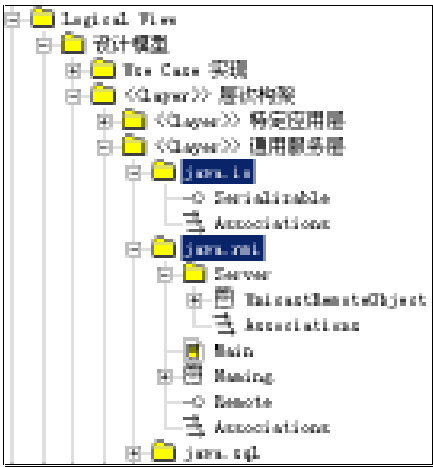 Logical View
设计模型
Use Case 实现
<<Layer>> 层次构架
<<Layer>> 特定应用层
<<Layer>> 通用服务层
java.io
Serializable
Associations
java.rmi
Server
UnicastRemoteObject
Associations
Main
Naming
Remote
Associations
java.sql